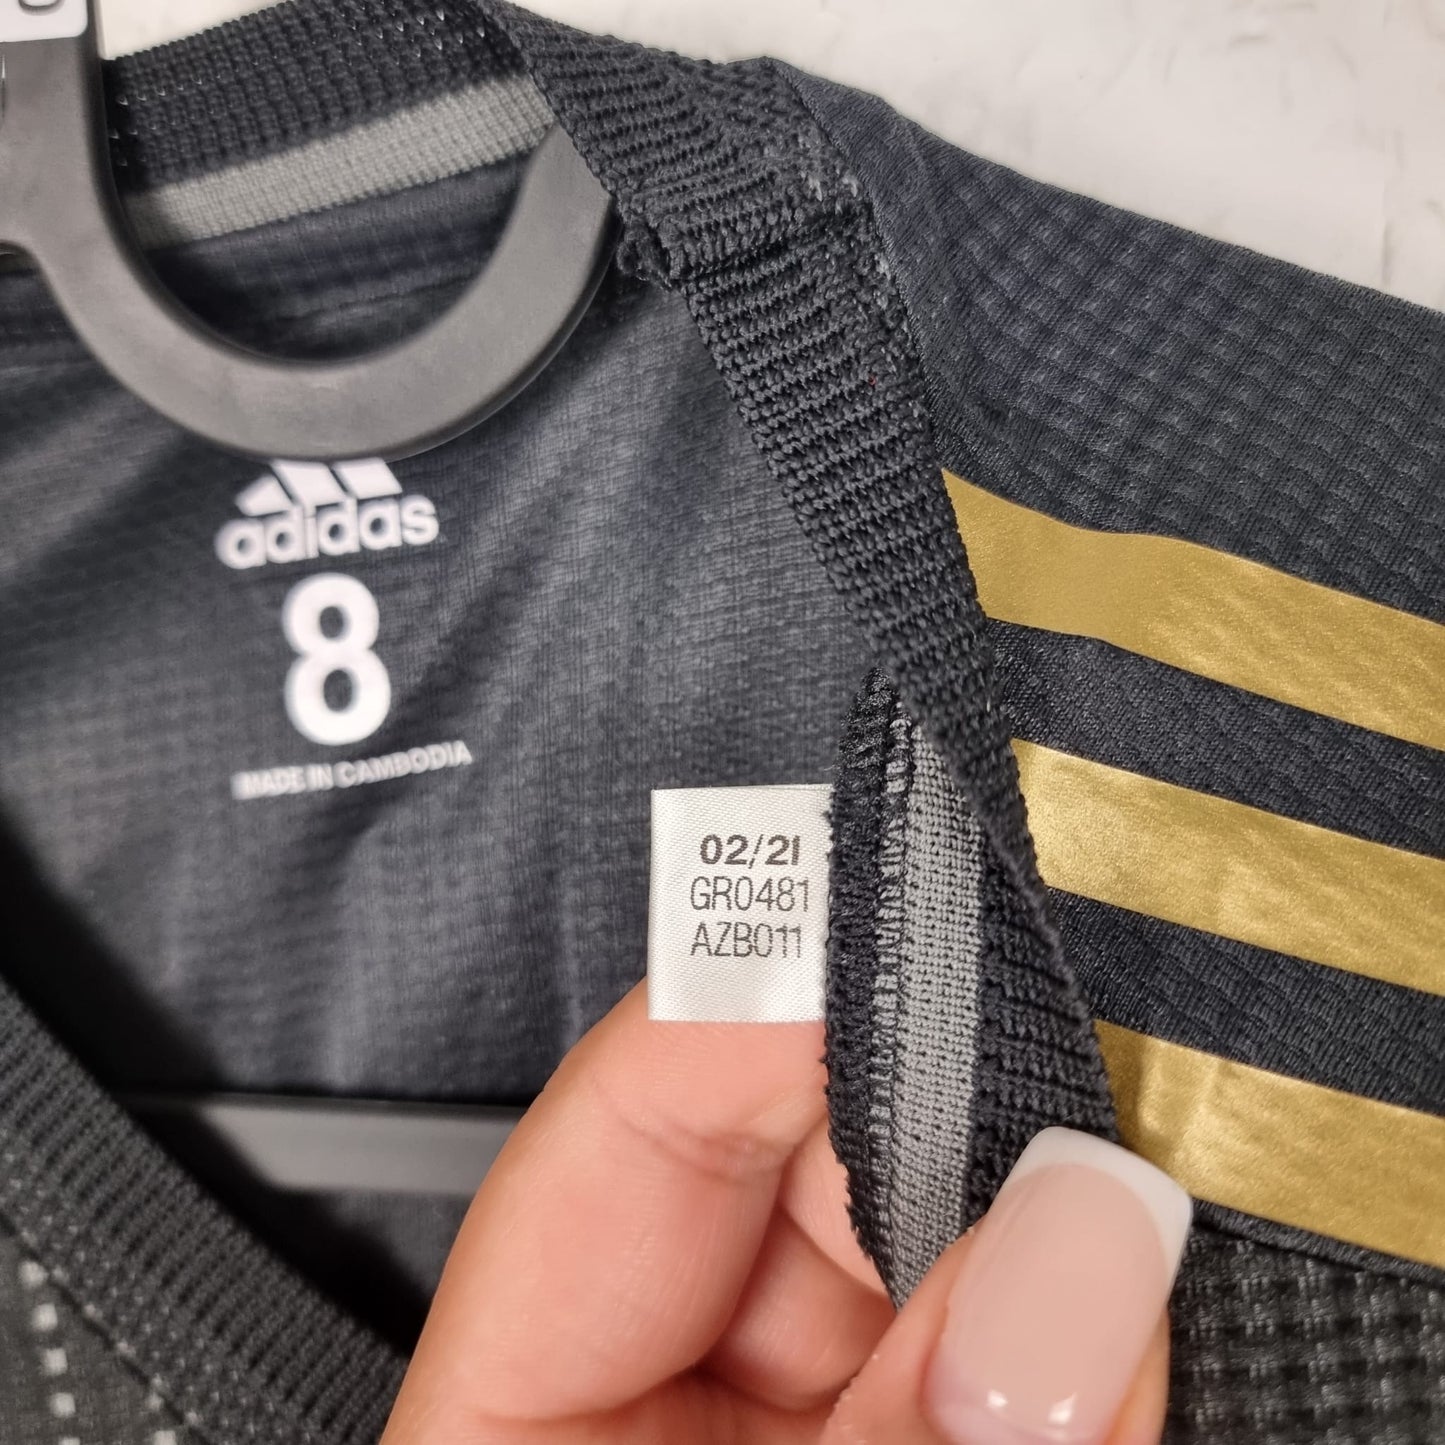 adidas
8
MADE IN CAMBODIA
02/21
GR0481
AZB011